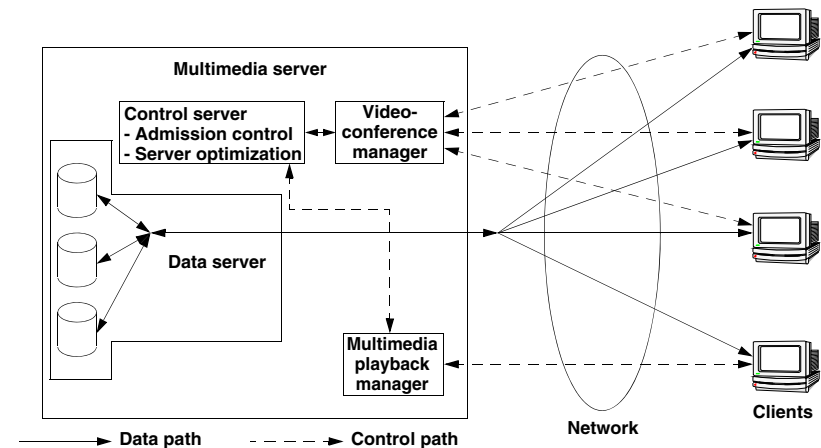 Multimedia server
Control server
- Admission control
- Server optimization
Video-
conference
manager
Data server
Multimedia
playback
manager
Network
Clients
Data path
Control path